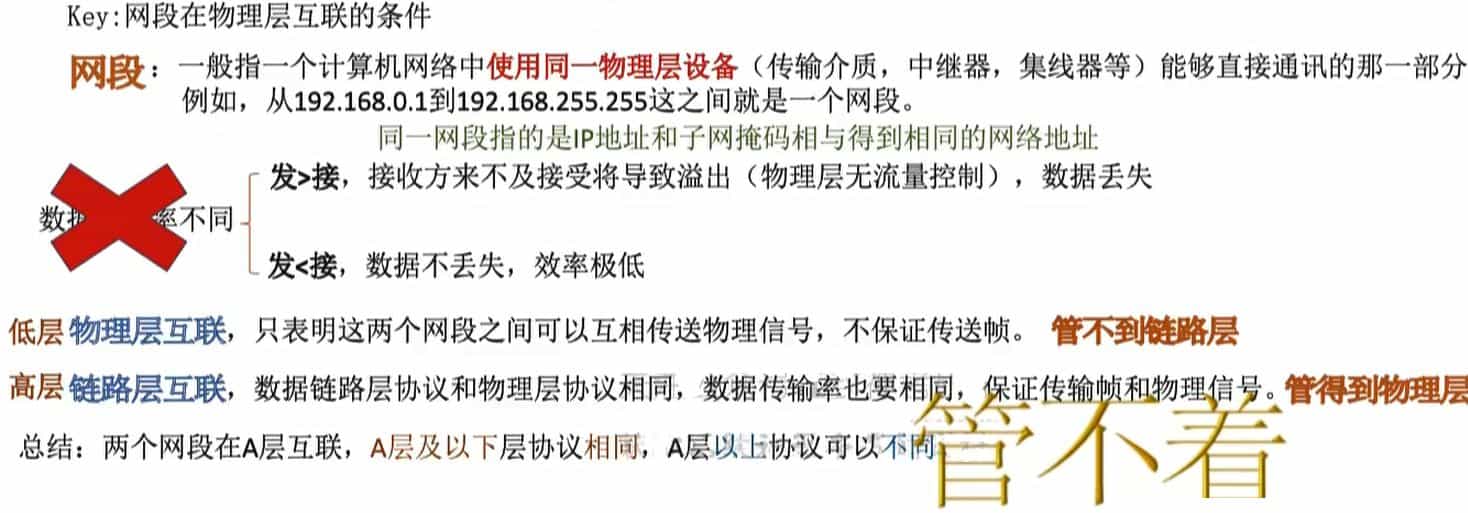 Key:网段在物理层互联的条件
网段：一般指一个计算机网络中使用同一物理层设备（传输介质，中继器，集线器等）能够直接通讯的那一部分
例如，从192.168.0.1到192.168.255.255这之间就是一个网段。
同一网段指的是IP地址和子网掩码相与得到相同的网络地址
发>接，接收方来不及接受将导致溢出（物理层无流量控制），数据丢失
数据率不同
发<接，数据不丢失，效率极低
低层 物理层互联，只表明这两个网段之间可以互相传送物理信号，不保证传送帧。 管不到链路层
高层 链路层互联，数据链路层协议和物理层协议相同，数据传输率也要相同，保证传输帧和物理信号。管得到物理层
总结：两个网段在A层互联，A层及以下层协议相同，A层以上协议可以不同
管不着